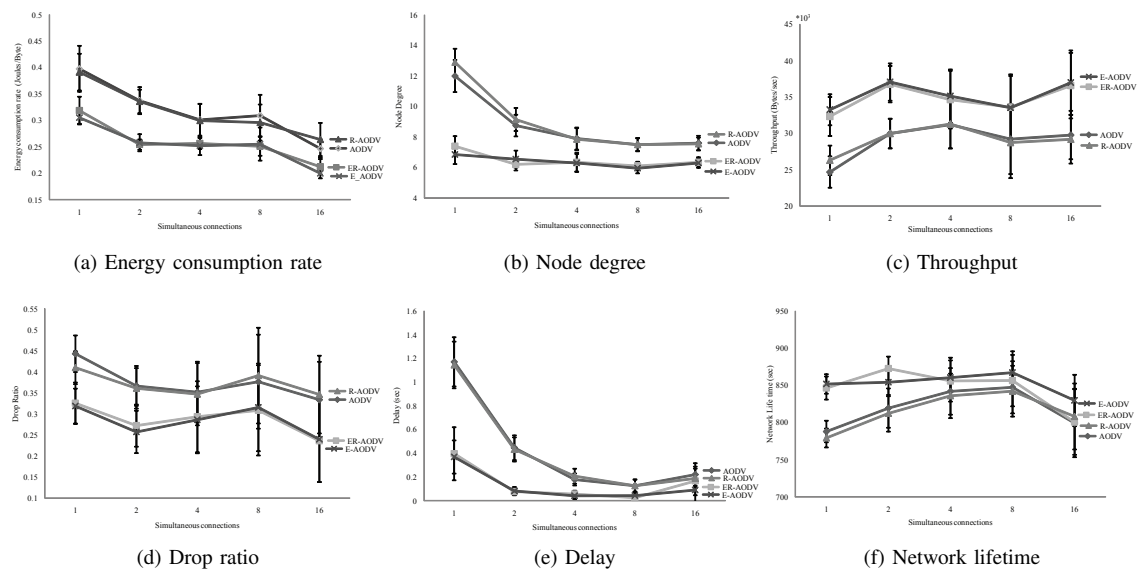 0.5
0.45
0.4
0.35
0.3
0.25
0.2
0.15
Energy consumption rate (Joules/Byte)
1 2 4 8 16
Simultaneous connections
R-AODV
AODV
ER-AODV
E_AODV
(a) Energy consumption rate
16
14
12
10
8
6
4
Node Degree
1 2 4 8 16
Simultaneous connections
R-AODV
AODV
ER-AODV
E-AODV
(b) Node degree
45
40
35
30
25
20
Throughput (Bytes/sec)
1 2 4 8 16
Simultaneous connections
E-AODV
ER-AODV
AODV
R-AODV
(c) Throughput
0.55
0.5
0.45
0.4
0.35
0.3
0.25
0.2
0.15
0.1
Drop Ratio
1 2 4 8 16
Simultaneous connections
R-AODV
AODV
ER-AODV
E-AODV
(d) Drop ratio
1.6
1.4
1.2
1
0.8
0.6
0.4
0.2
0
Delay (sec)
1 2 4 8 16
Simultaneous connections
AODV
R-AODV
ER-AODV
E-AODV
(e) Delay
950
900
850
800
750
700
Network Life time (sec)
1 2 4 8 16
Simultaneous connections
E-AODV
ER-AODV
R-AODV
AODV
(f) Network lifetime